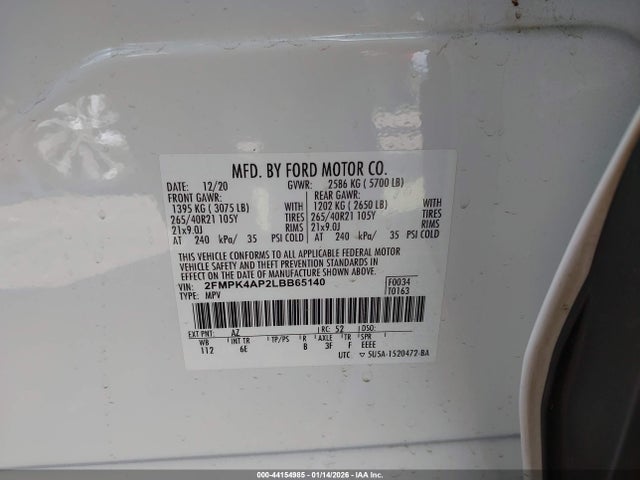 MFD. BY FORD MOTOR CO.
DATE: 12/20 GVWR: 2586 KG ( 5700 LB)
FRONT GAWR: REAR GAWR:
1395 KG ( 3075 LB) WITH 1202 KG ( 2650 LB) WITH
265/40R21 105Y TIRES 265/40R21 105Y TIRES
21x9.0J RIMS 21x9.0J RIMS
AT 240 kPa/ 35 PSI COLD AT 240 kPa/ 35 PSI COLD
THIS VEHICLE CONFORMS TO ALL APPLICABLE FEDERAL MOTOR
VEHICLE SAFETY AND THEFT PREVENTION STANDARDS IN EFFECT ON
THE DATE OF MANUFACTURE SHOWN ABOVE.
VIN: 2FMPK4AP2LBB65140 F0034
TYPE: MPV T0163
EXT PNT: AZ RC: 52 DSO:
WB INT TR TP/PS R AXLE TR SPR
112 6E B 3F F EEEE
UTC ▽ SU5A-1520472-BA
000-44154985 - 01/14/2026 - IAA Inc.